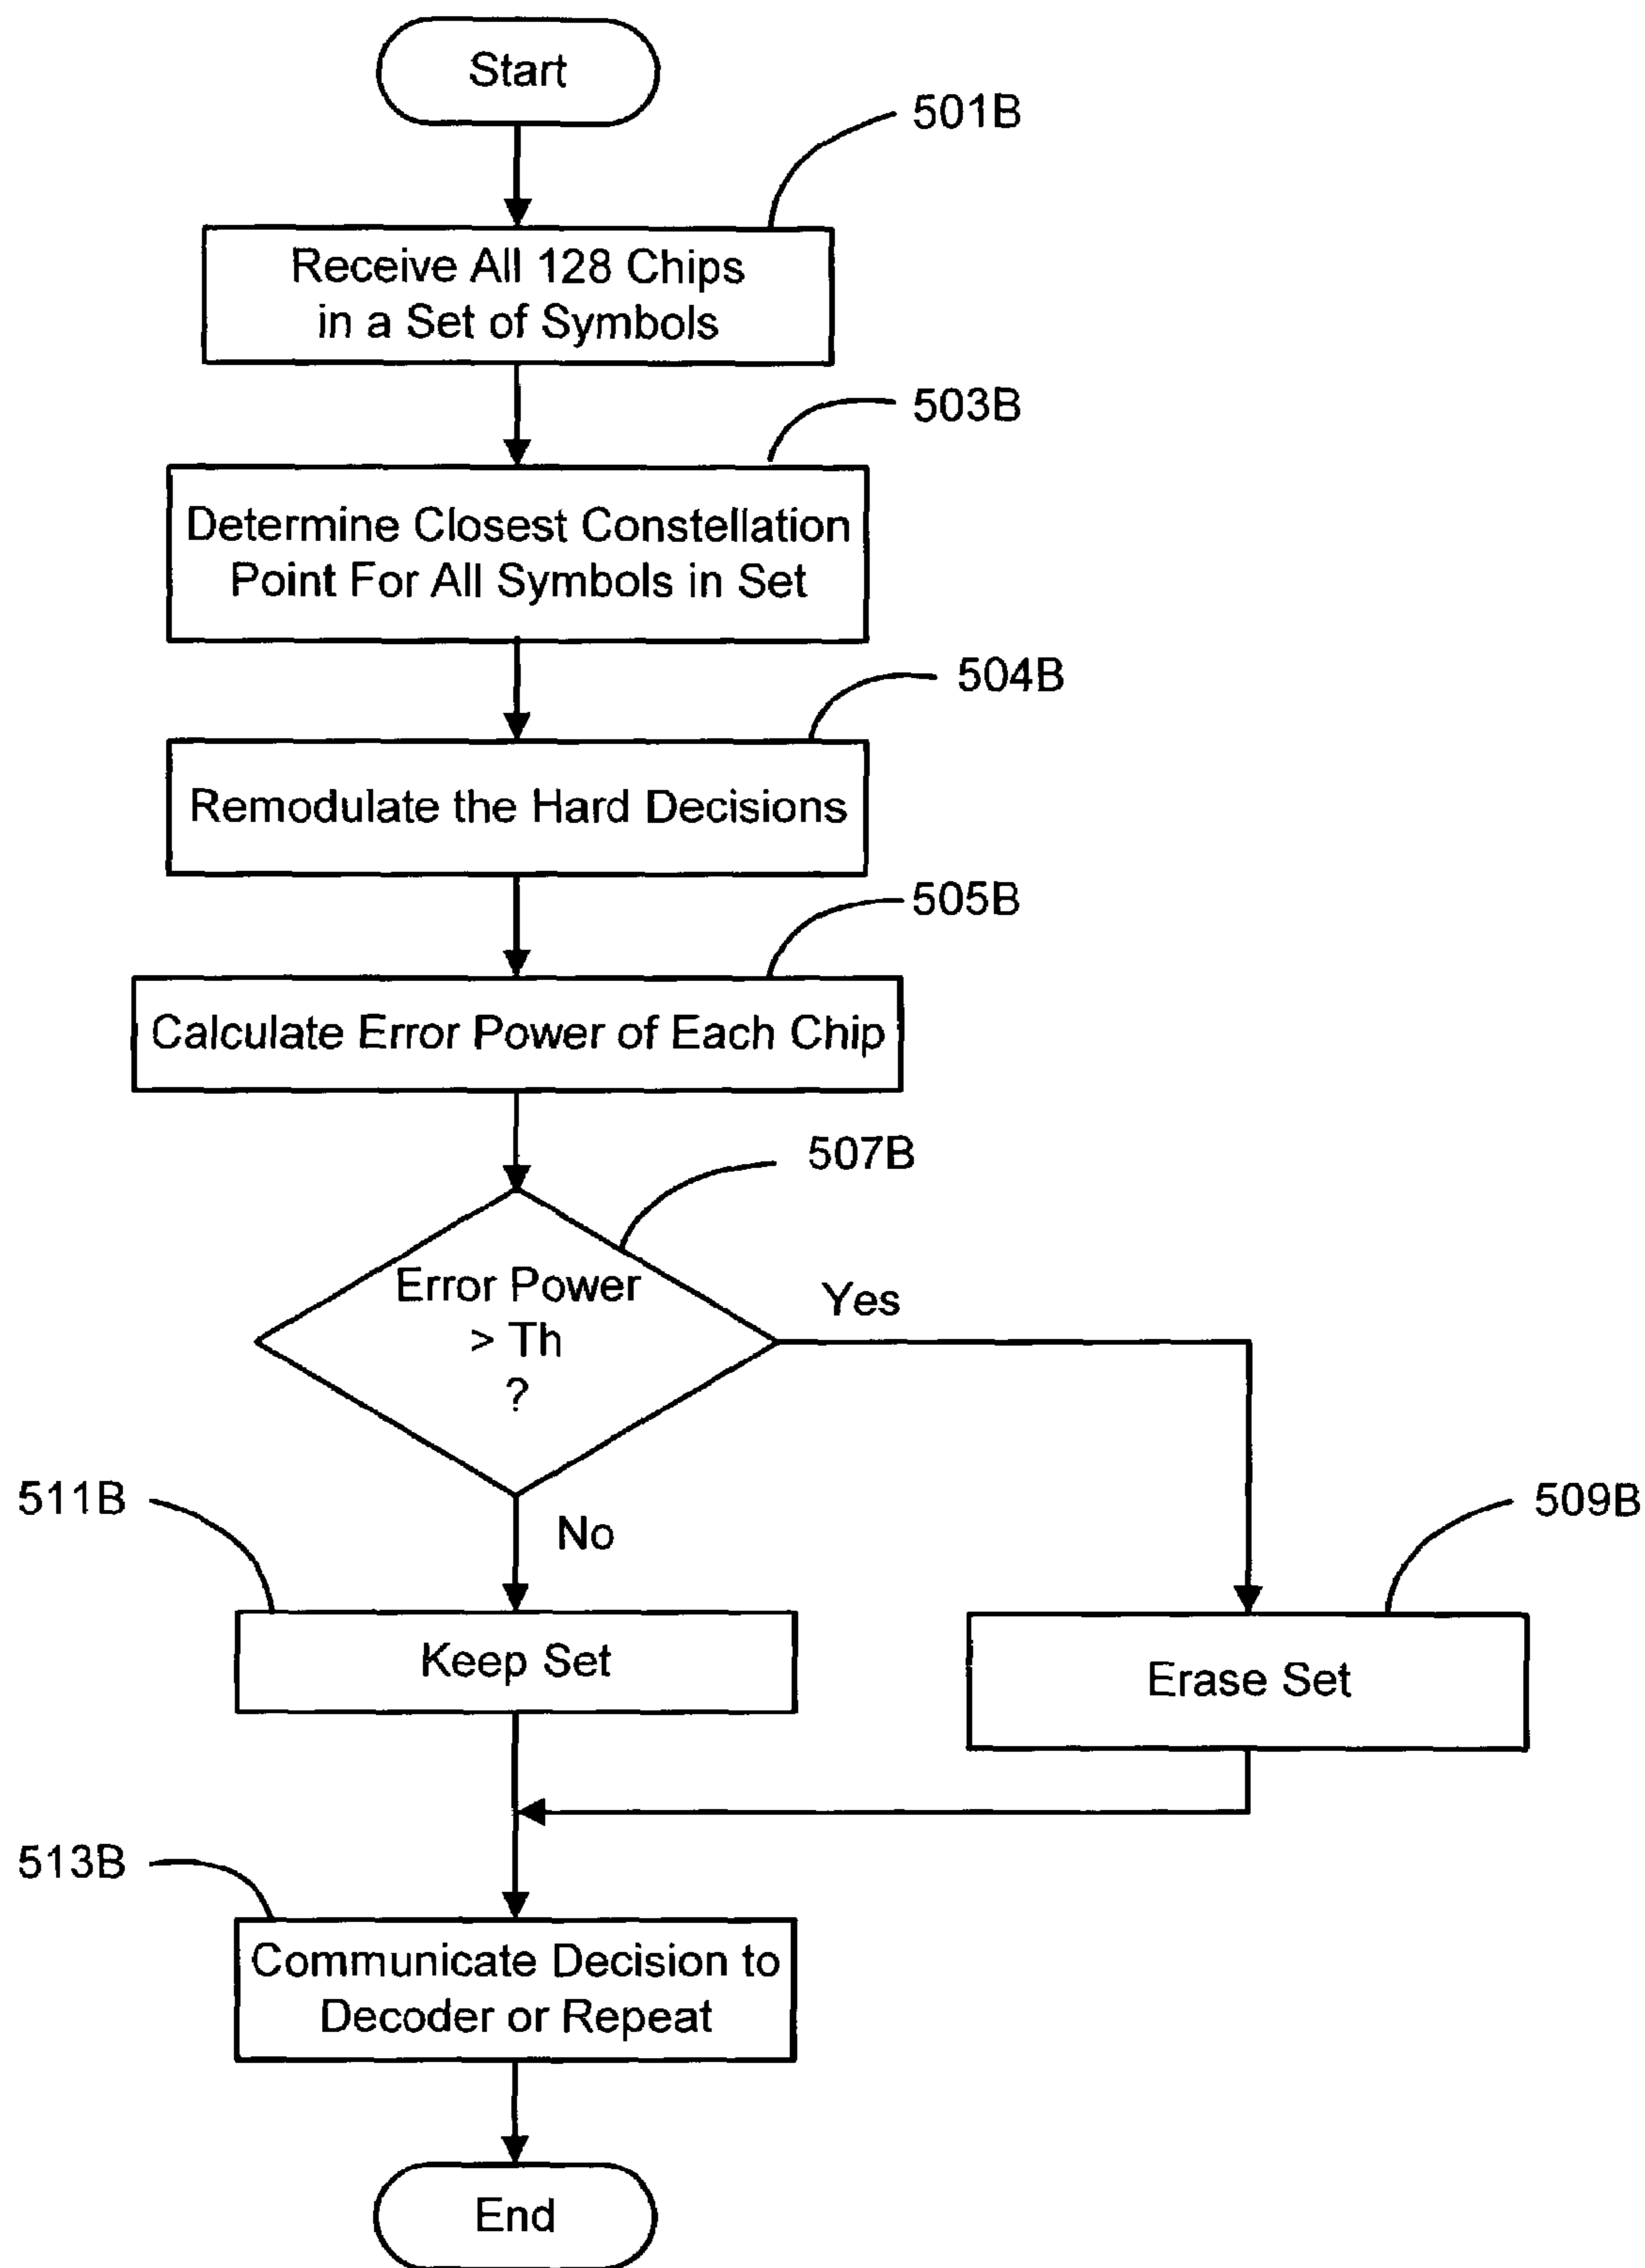 Start
501B
Receive All 128 Chips
in a Set of Symbols
503B
Determine Closest Constellation
Point For All Symbols in Set
504B
Remodulate the Hard Decisions
505B
Calculate Error Power of Each Chip
507B
Error Power
> Th
?
Yes
No
511B
509B
Keep Set
Erase Set
513B
Communicate Decision to
Decoder or Repeat
End